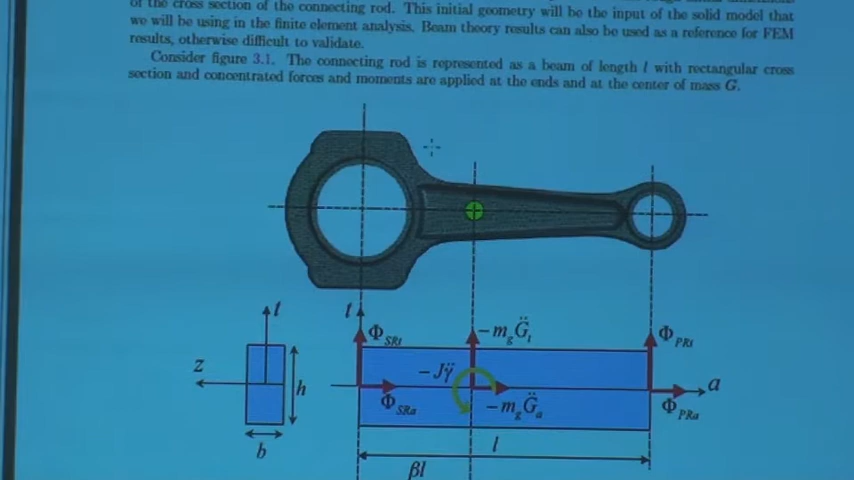 of the cross section of the connecting rod. This initial geometry will be the input of the solid model that
we will be using in the finite element analysis. Beam theory results can also be used as a reference for FEM
results, otherwise difficult to validate.
Consider figure 3.1. The connecting rod is represented as a beam of length l with rectangular cross
section and concentrated forces and moments are applied at the ends and at the center of mass G.
t
t
Φ_SRt
-m_g G̈_t
Φ_PRt
z
h
-Jγ̈
a
Φ_SRa
-m_g G̈_a
Φ_PRa
b
l
βl